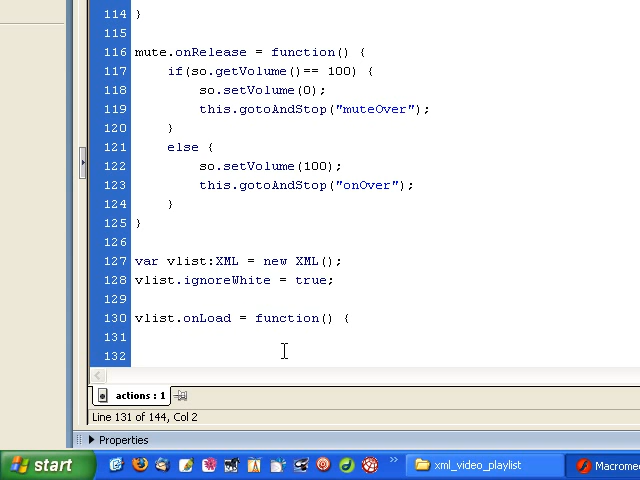 114 }
115
116 mute.onRelease = function() {
117 if(so.getVolume()== 100) {
118 so.setVolume(0);
119 this.gotoAndStop("muteOver");
120 }
121 else {
122 so.setVolume(100);
123 this.gotoAndStop("onOver");
124 }
125 }
126
127 var vlist:XML = new XML();
128 vlist.ignoreWhite = true;
129
130 vlist.onLoad = function() {
131
132
actions : 1
Line 131 of 144, Col 2
Properties
start
xml_video_playlist
Macromed